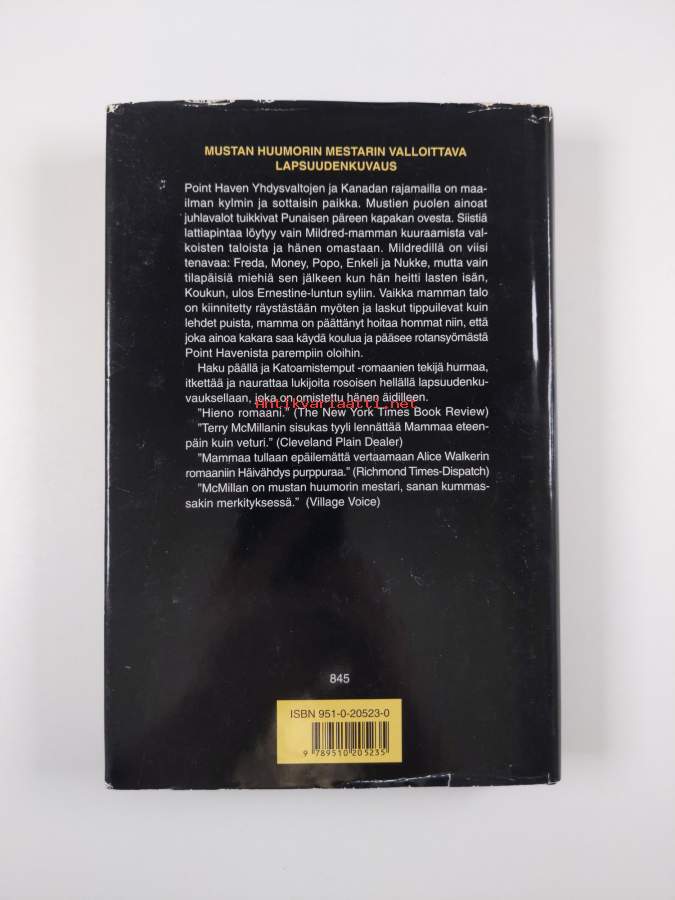 MUSTAN HUUMORIN MESTARIN VALLOITTAVA
LAPSUUDENKUVAUS
Point Haven Yhdysvaltojen ja Kanadan rajamailla on maa-
ilman kylmin ja sottaisin paikka. Mustien puolen ainoat
juhlavalot tuikkivat Punaisen päreen kapakan ovesta. Siistiä
lattiapintaa löytyy vain Mildred-mamman kuuraamista val-
koisten taloista ja hänen omastaan. Mildredillä on viisi
tenavaa: Freda, Money, Popo, Enkeli ja Nukke, mutta vain
tilapäisiä miehiä sen jälkeen kun hän heitti lasten isän,
Koukun, ulos Ernestine-luntun syliin. Vaikka mamman talo
on kiinnitetty räystästään myöten ja laskut tippuilevat kuin
lehdet puista, mamma on päättänyt hoitaa hommat niin, että
joka ainoa kakara saa käydä koulua ja pääsee rotansyömästä
Point Havenista parempiin oloihin.
Haku päällä ja Katoamistemput -romaanien tekijä hurmaa,
itkettää ja naurattaa lukijoita rosoisen hellällä lapsuudenku-
vauksellaan, joka on omistettu hänen äidilleen.
Antikvariaatti.net
"Hieno romaani." (The New York Times Book Review)
"Terry McMillanin sisukas tyyli lennättää Mammaa eteen-
päin kuin veturi." (Cleveland Plain Dealer)
"Mammaa tullaan epäilemättä vertaamaan Alice Walkerin
romaaniin Häivähdys purppuraa." (Richmond Times-Dispatch)
"McMillan on mustan huumorin mestari, sanan kummas-
sakin merkityksessä." (Village Voice)
845
ISBN 951-0-20523-0
9 789510 205235